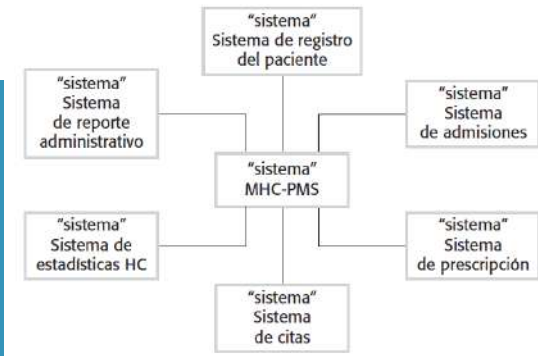 "sistema"
Sistema de registro
del paciente
"sistema"
Sistema
de reporte
administrativo
"sistema"
Sistema
de admisiones
"sistema"
MHC-PMS
"sistema"
Sistema de
estadísticas HC
"sistema"
Sistema
de prescripción
"sistema"
Sistema
de citas